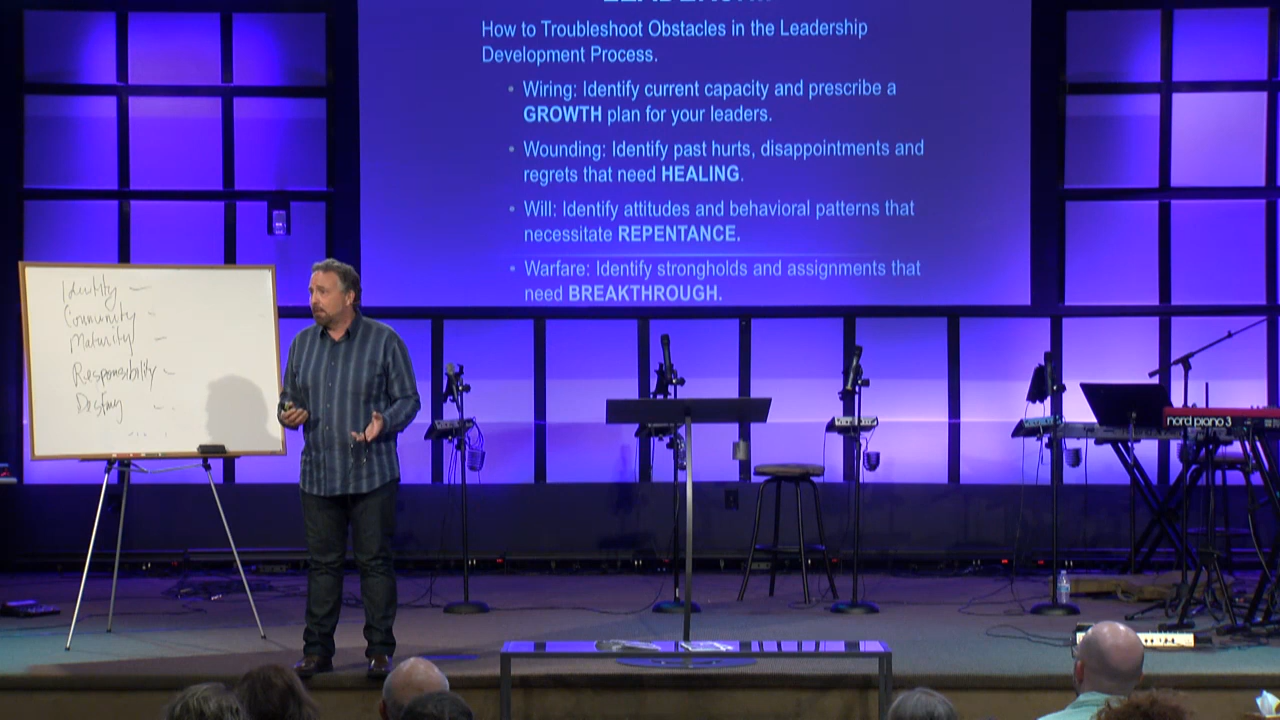 How to Troubleshoot Obstacles in the Leadership
Development Process.
• Wiring: Identify current capacity and prescribe a
GROWTH plan for your leaders.
• Wounding: Identify past hurts, disappointments and
regrets that need HEALING.
• Will: Identify attitudes and behavioral patterns that
necessitate REPENTANCE.
• Warfare: Identify strongholds and assignments that
need BREAKTHROUGH.
Identity —
Community -
Maturity —
Responsibility -
Destiny - .
nord piano 3